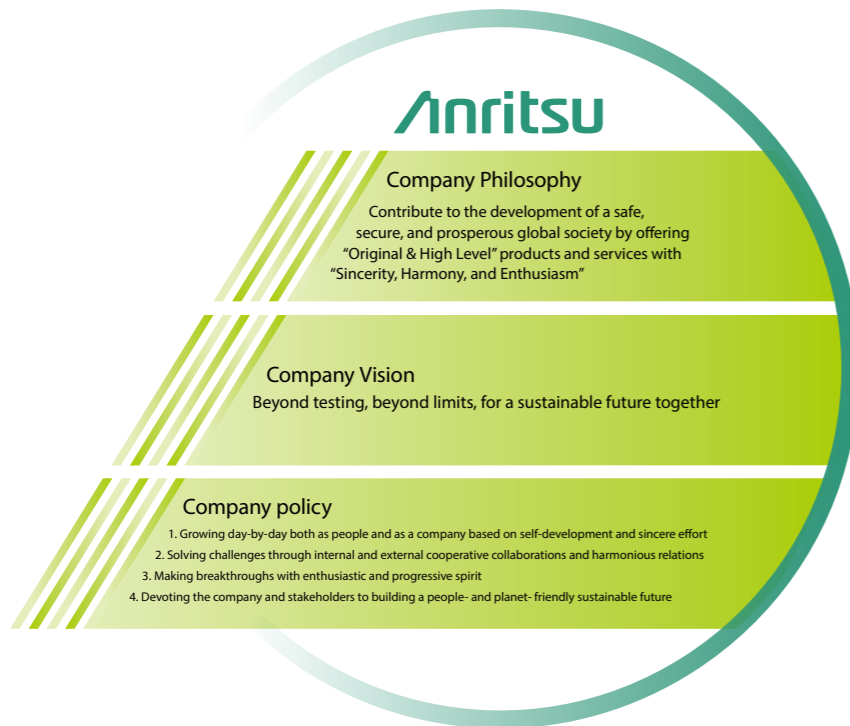 Anritsu
Company Philosophy
Contribute to the development of a safe,
secure, and prosperous global society by offering
“Original & High Level” products and services with
“Sincerity, Harmony, and Enthusiasm”
Company Vision
Beyond testing, beyond limits, for a sustainable future together
Company policy
1. Growing day-by-day both as people and as a company based on self-development and sincere effort
2. Solving challenges through internal and external cooperative collaborations and harmonious relations
3. Making breakthroughs with enthusiastic and progressive spirit
4. Devoting the company and stakeholders to building a people- and planet- friendly sustainable future